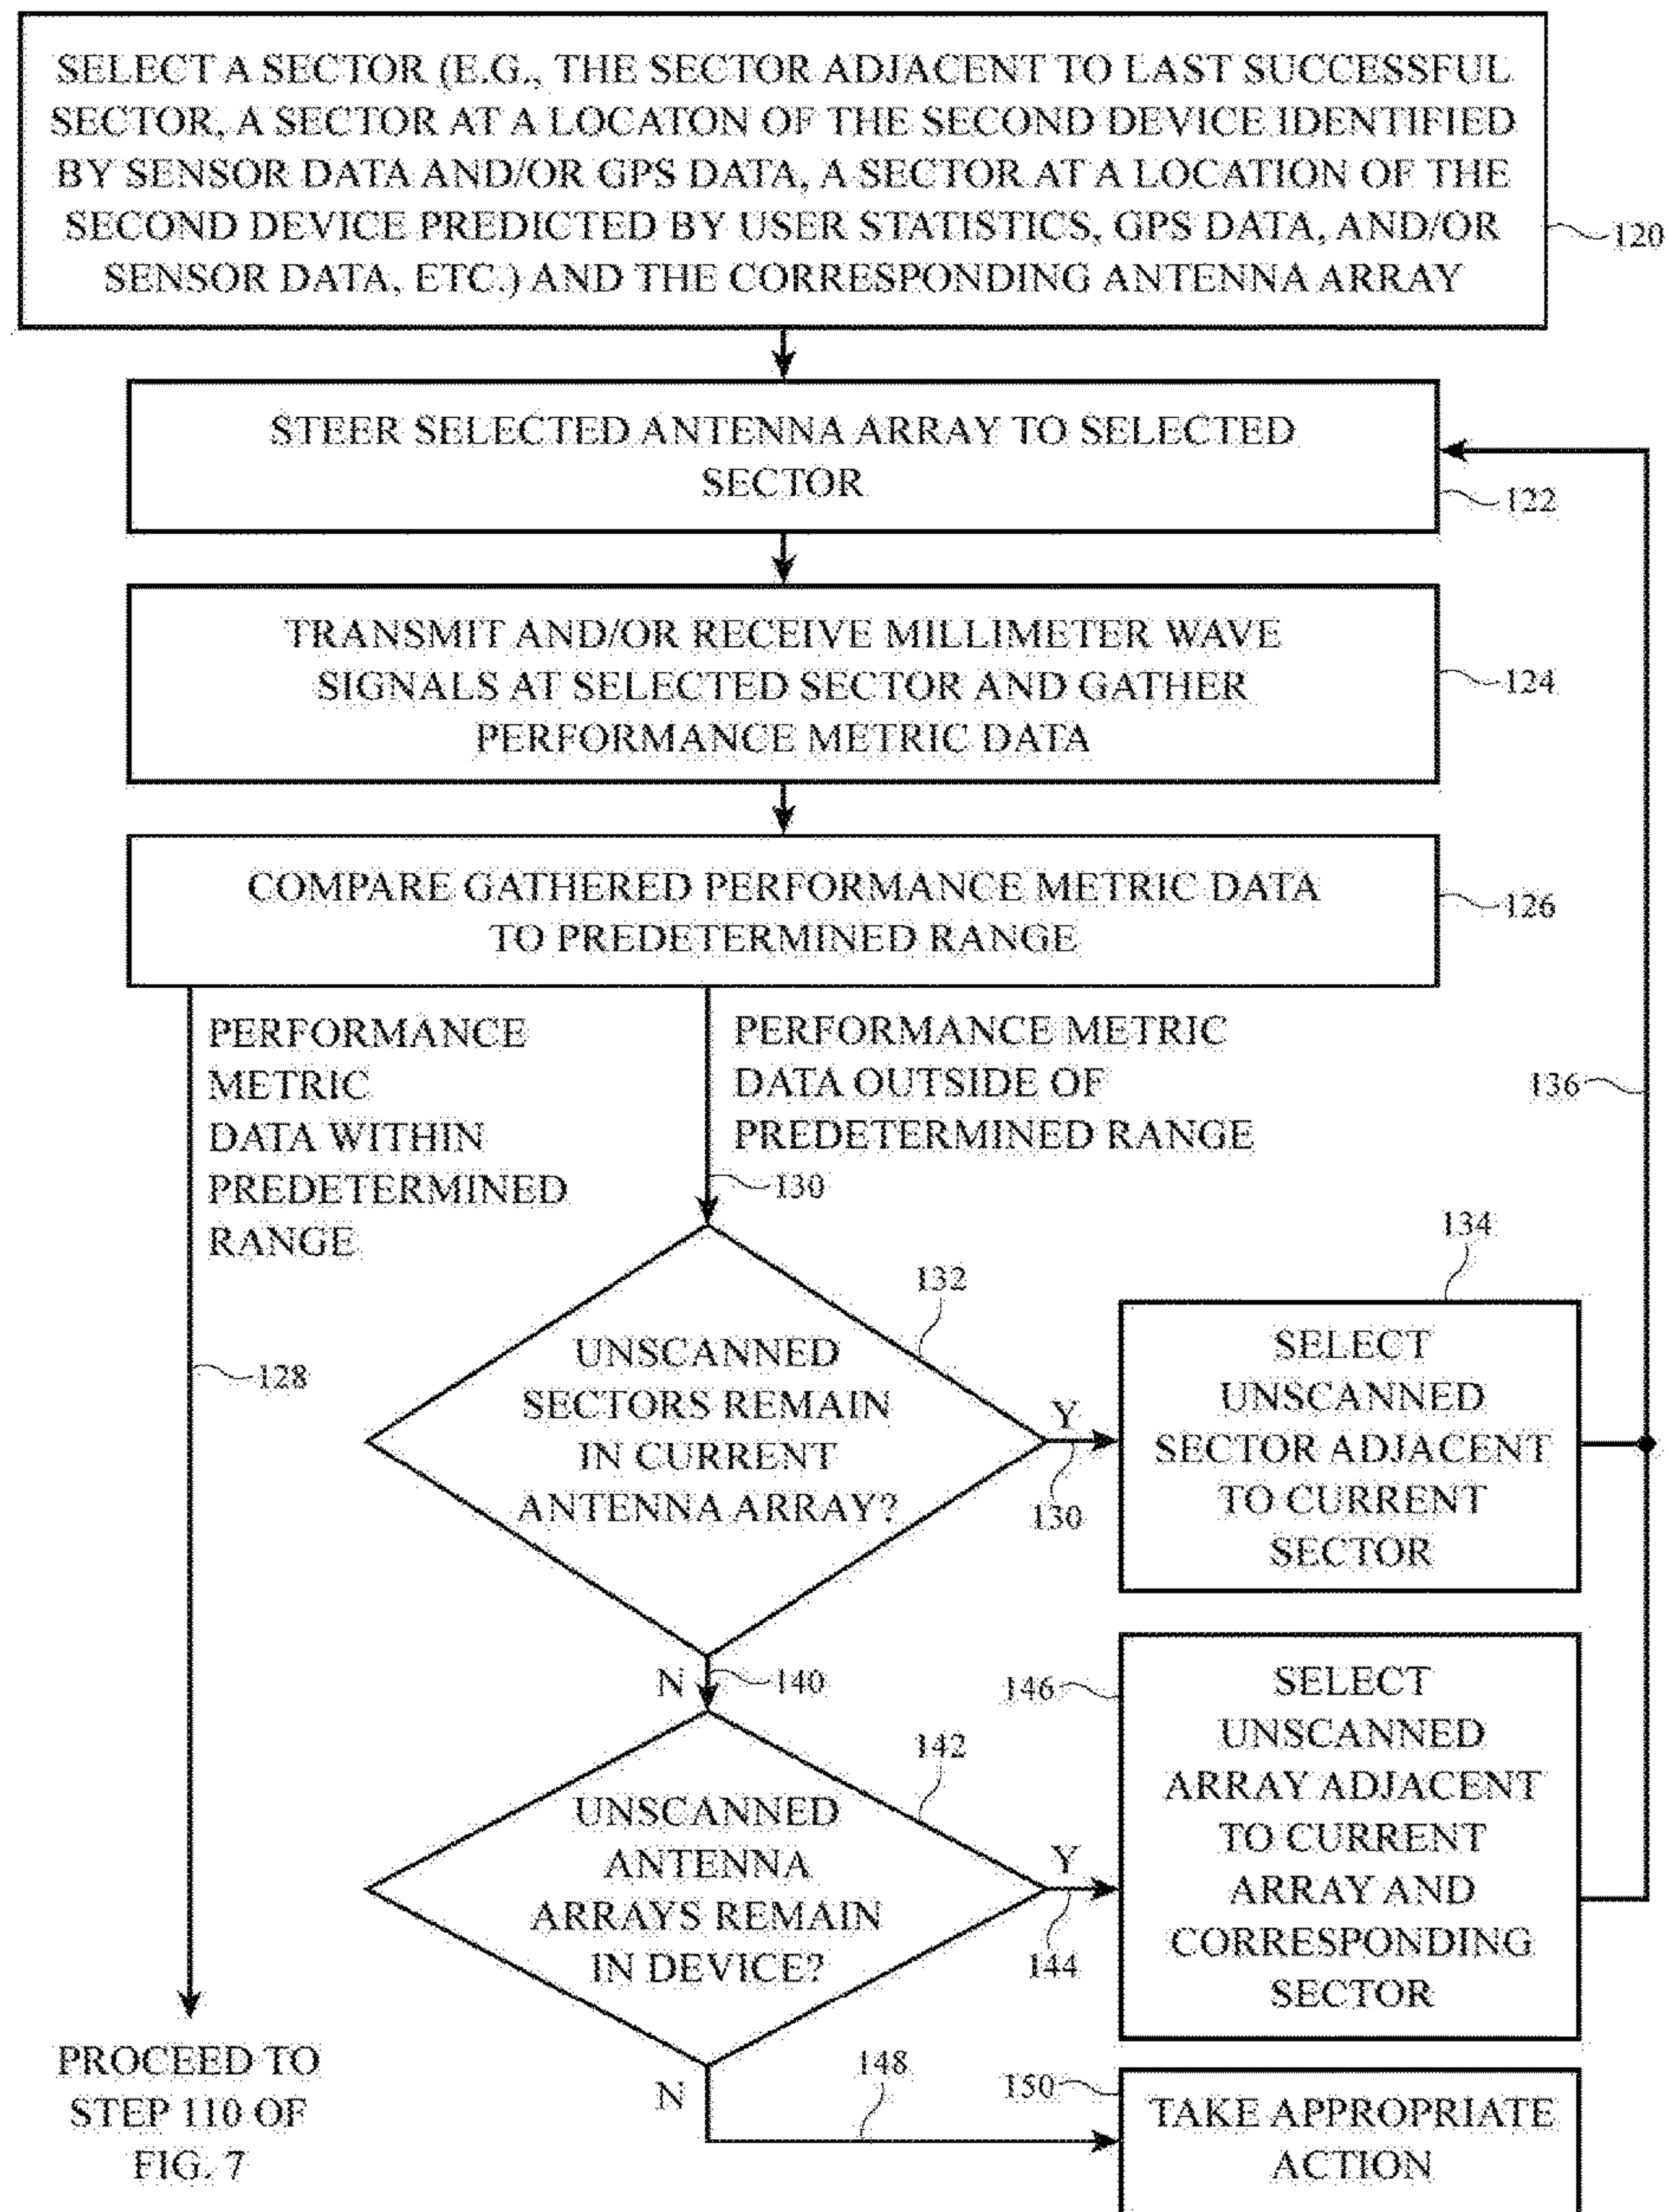 SELECT A SECTOR (E.G., THE SECTOR ADJACENT TO LAST SUCCESSFUL
SECTOR, A SECTOR AT A LOCATON OF THE SECOND DEVICE IDENTIFIED
BY SENSOR DATA AND/OR GPS DATA, A SECTOR AT A LOCATION OF THE
SECOND DEVICE PREDICTED BY USER STATISTICS, GPS DATA, AND/OR
SENSOR DATA, ETC.) AND THE CORRESPONDING ANTENNA ARRAY
120
STEER SELECTED ANTENNA ARRAY TO SELECTED
SECTOR
122
TRANSMIT AND/OR RECEIVE MILLIMETER WAVE
SIGNALS AT SELECTED SECTOR AND GATHER
PERFORMANCE METRIC DATA
124
COMPARE GATHERED PERFORMANCE METRIC DATA
TO PREDETERMINED RANGE
126
PERFORMANCE
METRIC
DATA WITHIN
PREDETERMINED
RANGE
128
PERFORMANCE METRIC
DATA OUTSIDE OF
PREDETERMINED RANGE
130
136
UNSCANNED
SECTORS REMAIN
IN CURRENT
ANTENNA ARRAY?
132
Y
130
134
SELECT
UNSCANNED
SECTOR ADJACENT
TO CURRENT
SECTOR
N
140
UNSCANNED
ANTENNA
ARRAYS REMAIN
IN DEVICE?
142
Y
144
146
SELECT
UNSCANNED
ARRAY ADJACENT
TO CURRENT
ARRAY AND
CORRESPONDING
SECTOR
N
148
150
TAKE APPROPRIATE
ACTION
PROCEED TO
STEP 110 OF
FIG. 7